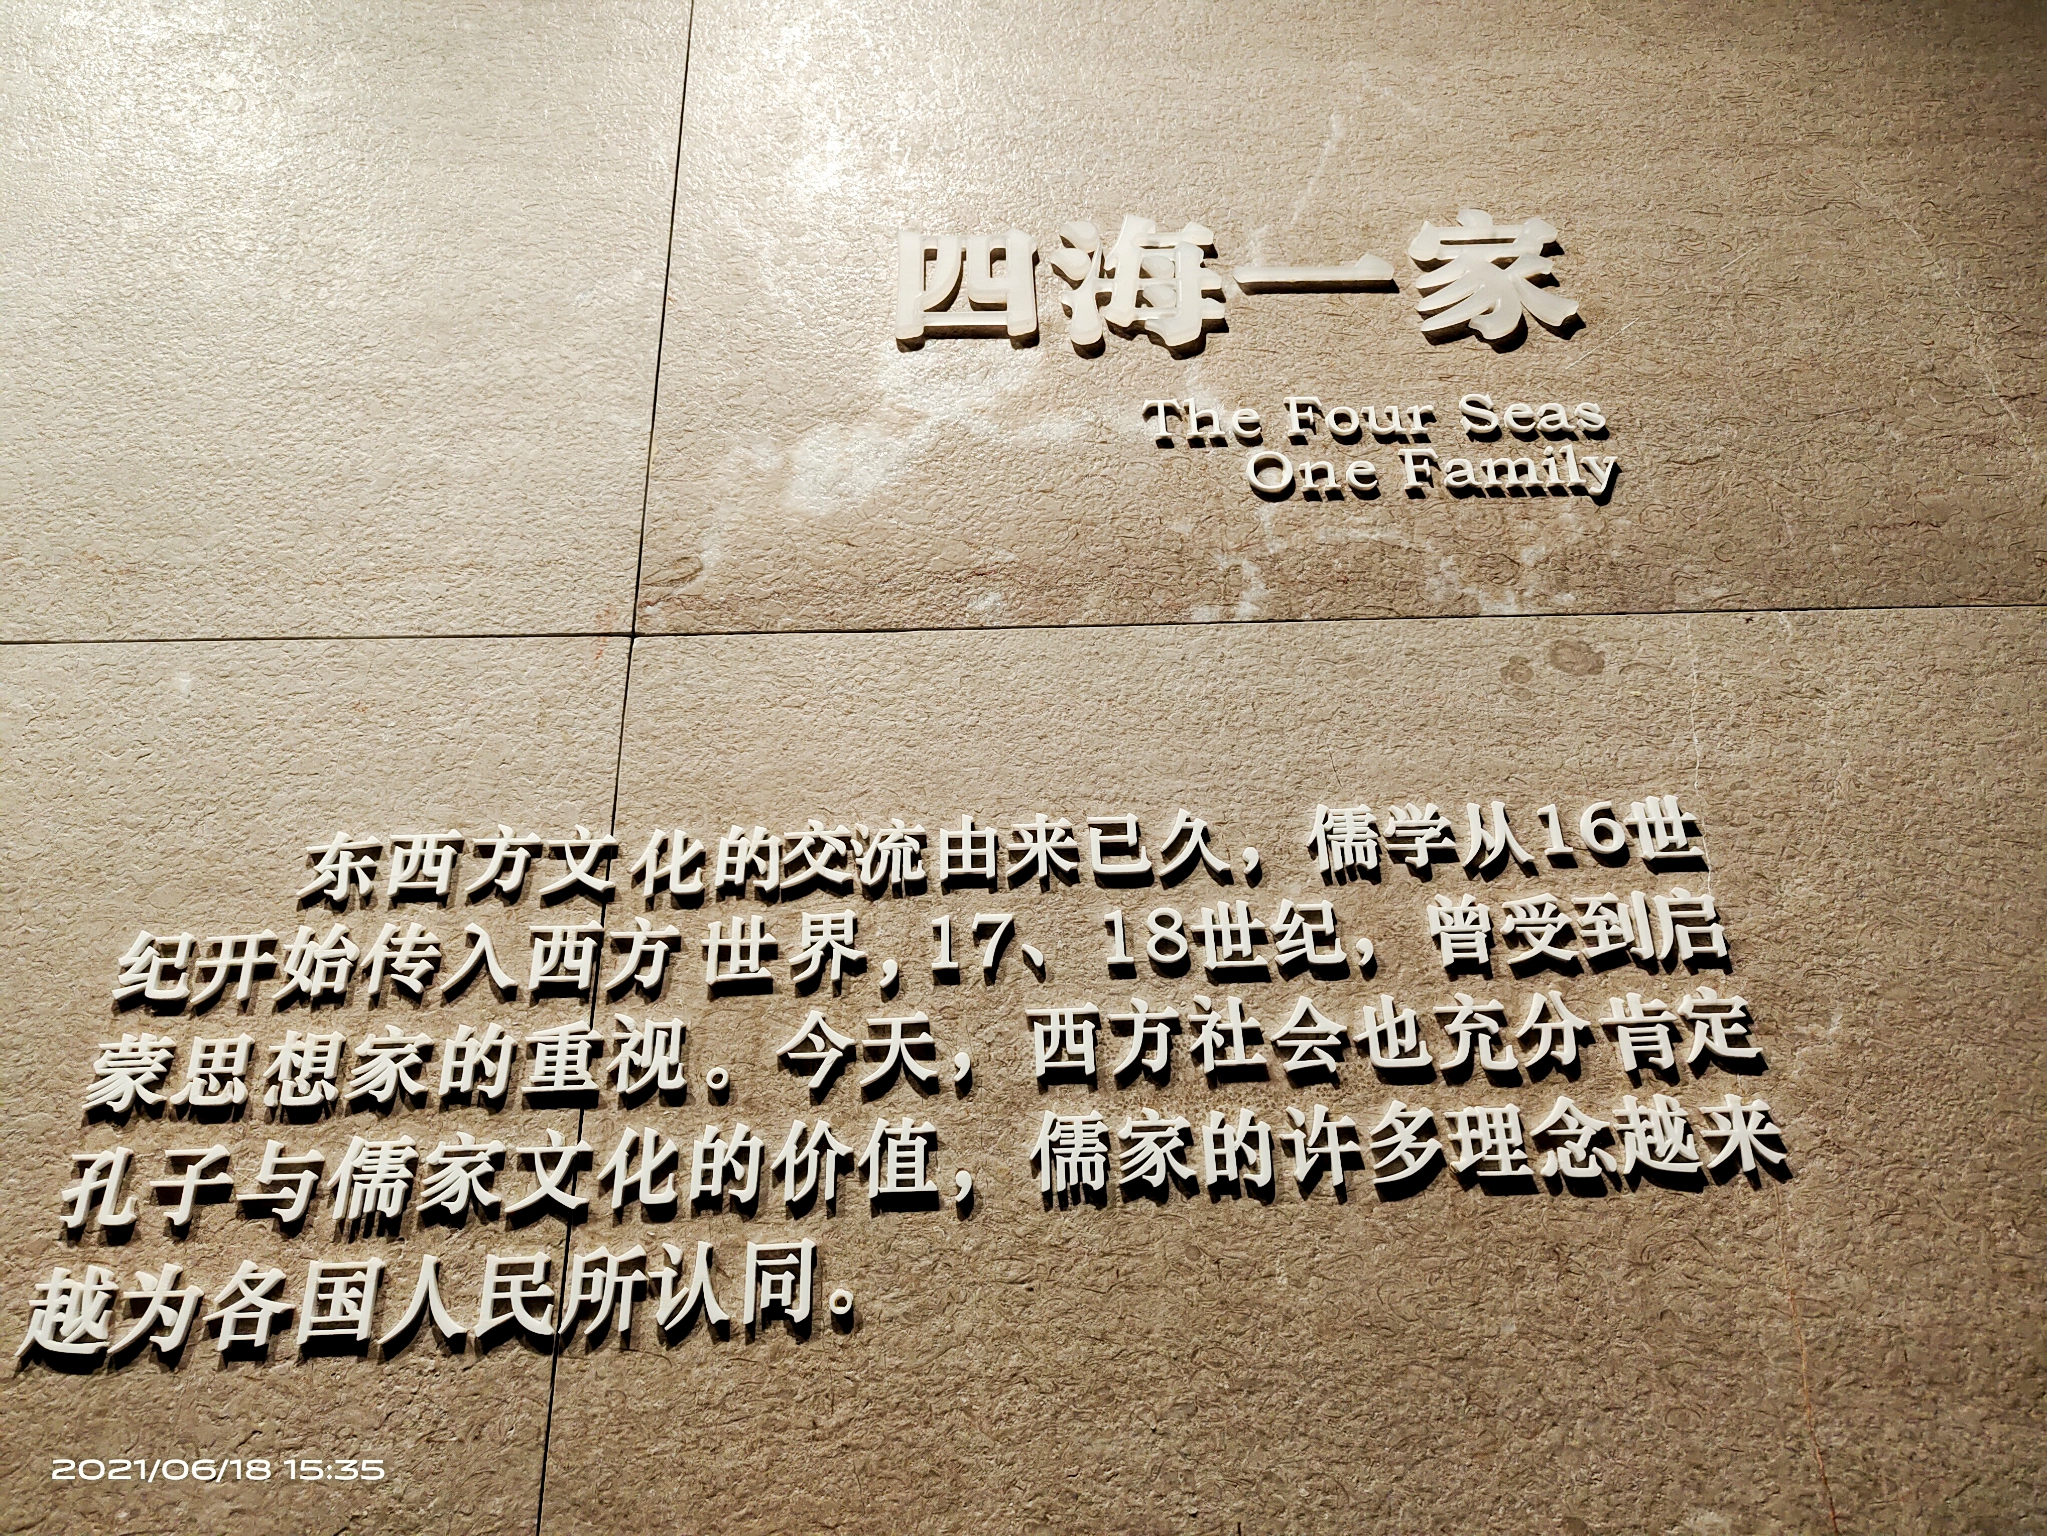 四海一家
The Four Seas
One Family
东西方文化的交流由来已久，儒学从16世
纪开始传入西方世界，17、18世纪，曾受到启
蒙思想家的重视。今天，西方社会也充分肯定
孔子与儒家文化的价值，儒家的许多理念越来
越为各国人民所认同。
2021/06/18 15:35